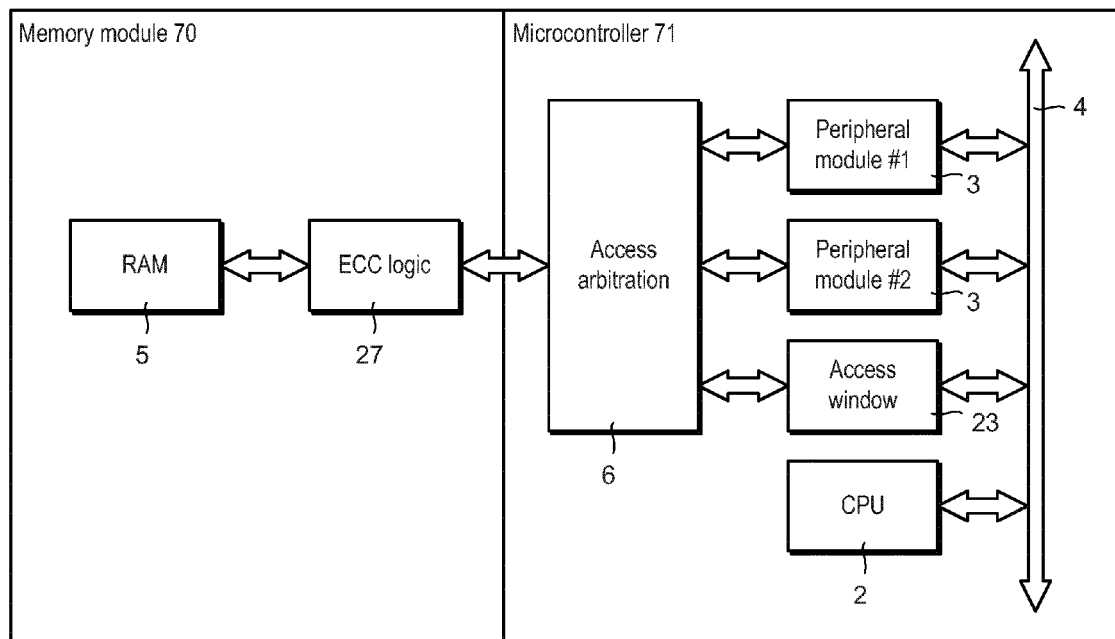 Memory module 70
Microcontroller 71
4
Peripheral
module #1
3
RAM
5
ECC logic
27
Access
arbitration
6
Peripheral
module #2
3
Access
window
23
CPU
2